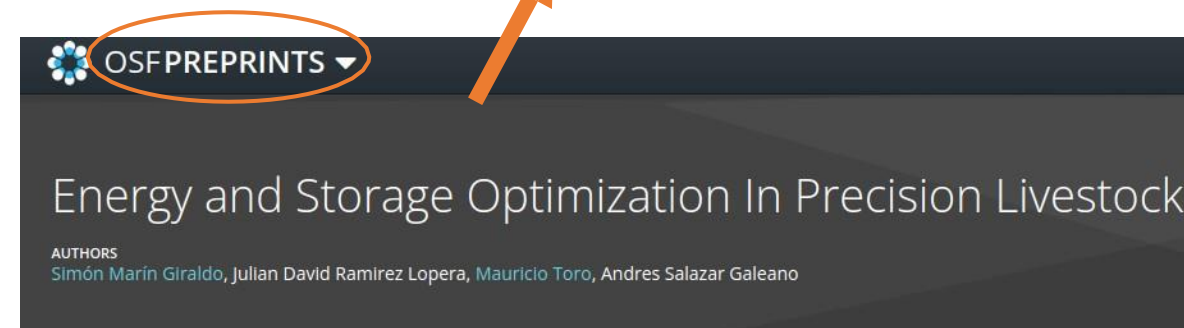 OSFPREPRINTS
Energy and Storage Optimization In Precision Livestock
AUTHORS
Simón Marín Giraldo, Julian David Ramirez Lopera, Mauricio Toro, Andres Salazar Galeano